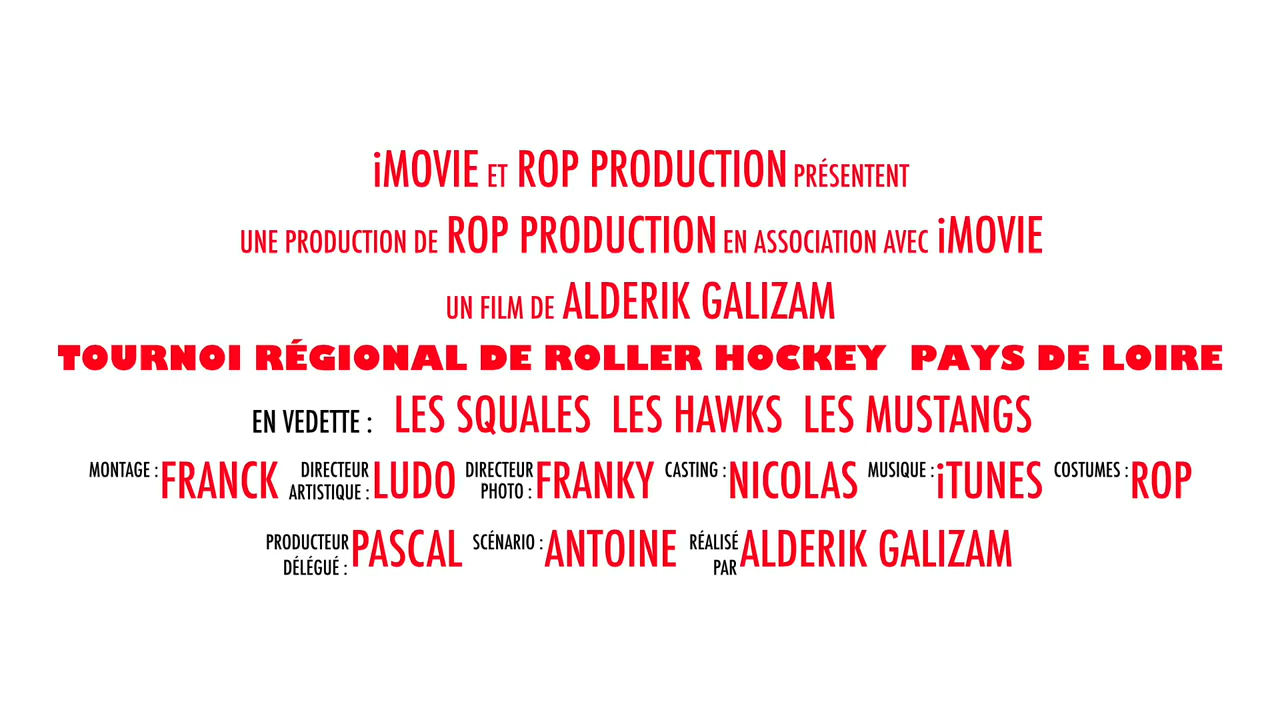 iMOVIE ET ROP PRODUCTION PRÉSENTENT
UNE PRODUCTION DE ROP PRODUCTION EN ASSOCIATION AVEC iMOVIE
UN FILM DE ALDERIK GALIZAM
TOURNOI RÉGIONAL DE ROLLER HOCKEY PAYS DE LOIRE
EN VEDETTE : LES SQUALES LES HAWKS LES MUSTANGS
MONTAGE : FRANCK DIRECTEUR ARTISTIQUE : LUDO DIRECTEUR PHOTO : FRANKY CASTING : NICOLAS MUSIQUE : iTUNES COSTUMES : ROP
PRODUCTEUR DÉLÉGUÉ : PASCAL SCÉNARIO : ANTOINE RÉALISÉ PAR ALDERIK GALIZAM